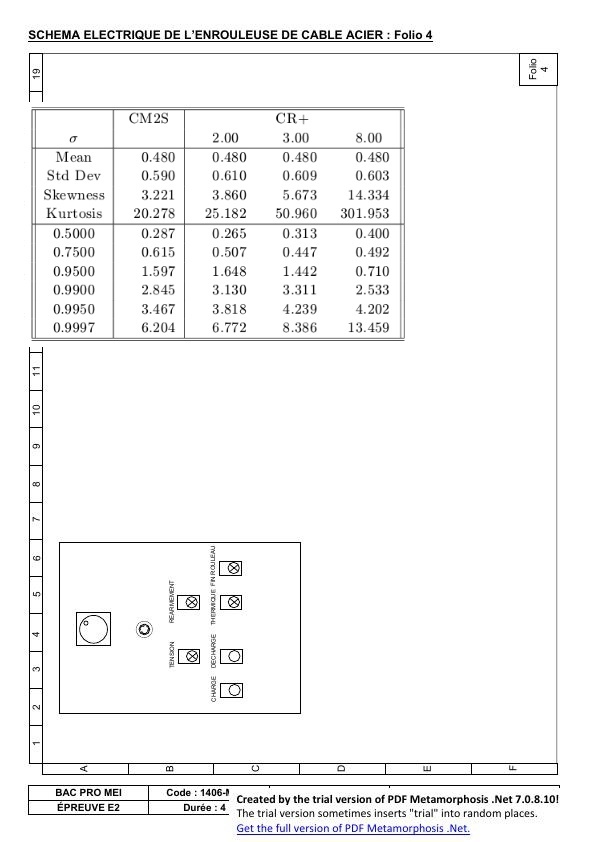 SCHEMA ELECTRIQUE DE L'ENROULEUSE DE CABLE ACIER : Folio 4
19
Folio
4
CM2S CR+
σ 2.00 3.00 8.00
Mean 0.480 0.480 0.480 0.480
Std Dev 0.590 0.610 0.609 0.603
Skewness 3.221 3.860 5.673 14.334
Kurtosis 20.278 25.182 50.960 301.953
0.5000 0.287 0.265 0.313 0.400
0.7500 0.615 0.507 0.447 0.492
0.9500 1.597 1.648 1.442 0.710
0.9900 2.845 3.130 3.311 2.533
0.9950 3.467 3.818 4.239 4.202
0.9997 6.204 6.772 8.386 13.459
11
10
9
8
7
6
5
4
3
2
1
REARMEMENT
TENSION
FIN ROULEAU
THERMIQUE
DECHARGE
CHARGE
A B C D E F
BAC PRO MEI Code : 1406-M
ÉPREUVE E2 Durée : 4
Created by the trial version of PDF Metamorphosis .Net 7.0.8.10!
The trial version sometimes inserts "trial" into random places.
Get the full version of PDF Metamorphosis .Net.